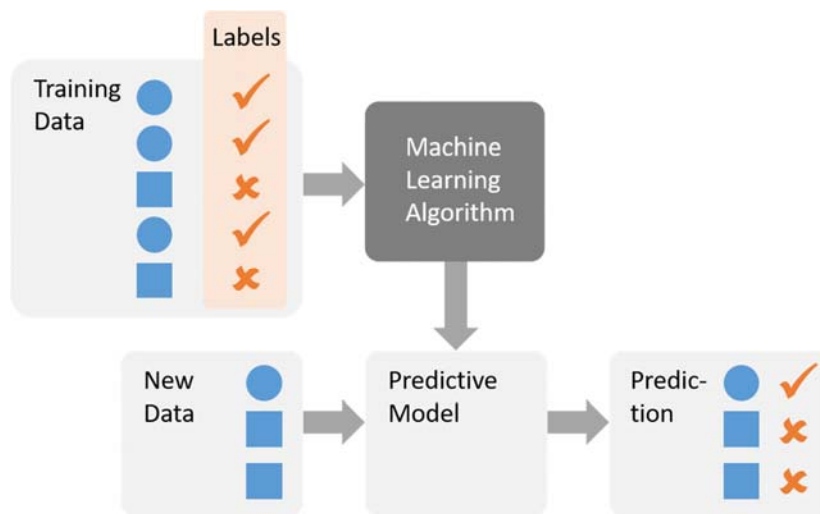 Labels
Training
Data
Machine
Learning
Algorithm
New
Data
Predictive
Model
Predic-
tion